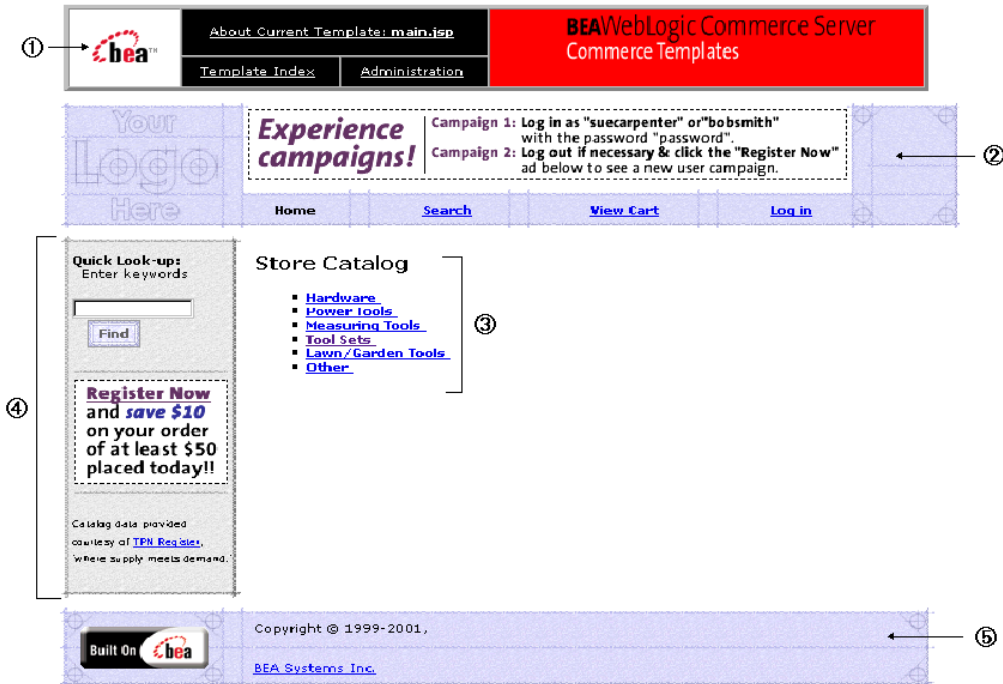 ①
bea™
About Current Template: main.jsp
Template Index
Administration
BEAWebLogic Commerce Server
Commerce Templates
Your
Logo
Here
Experience
campaigns!
Campaign 1: Log in as "suecarpenter" or"bobsmith"
with the password "password".
Campaign 2: Log out if necessary & click the "Register Now"
ad below to see a new user campaign.
②
Home
Search
View Cart
Log in
④
Quick Look-up:
Enter keywords
Find
Register Now
and save $10
on your order
of at least $50
placed today!!
Catalog data provided
courtesy of TPN Register,
"where supply meets demand."
Store Catalog
Hardware
Power Tools
Measuring Tools
Tool Sets
Lawn/Garden Tools
Other
③
Built On bea
Copyright © 1999-2001,
BEA Systems Inc.
⑤